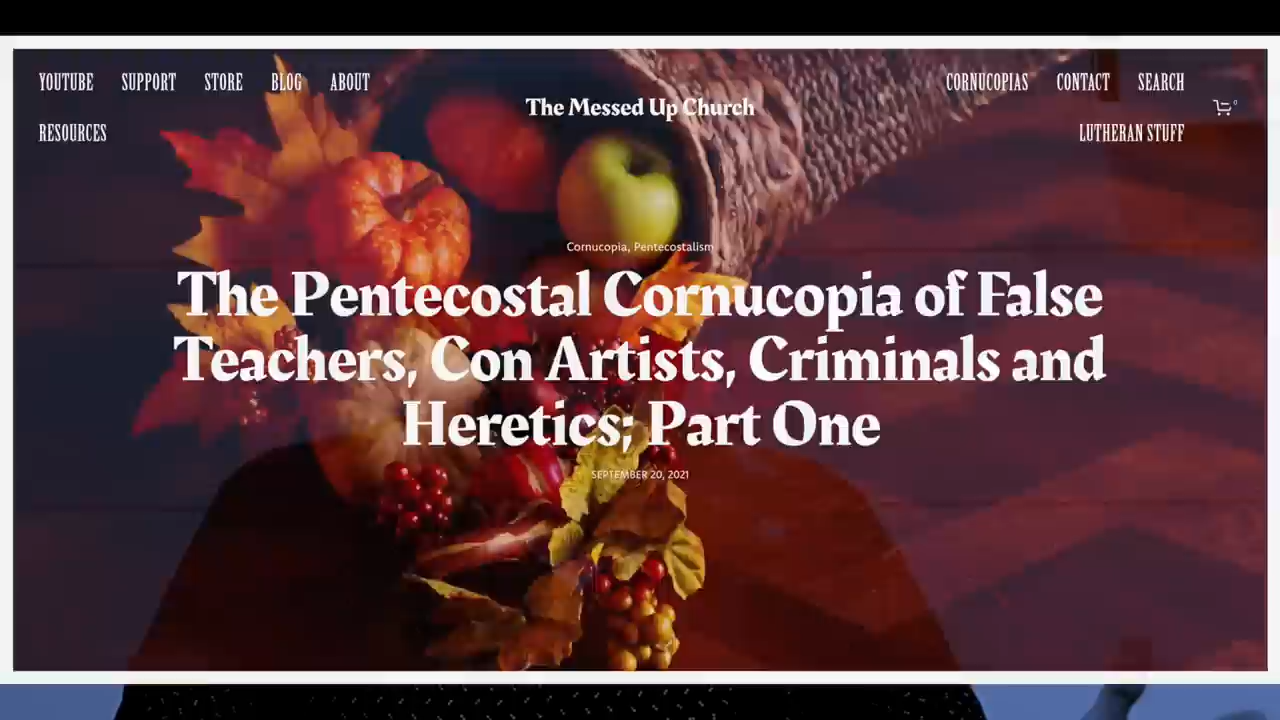 YOUTUBE SUPPORT STORE BLOG ABOUT
RESOURCES
The Messed Up Church
CORNUCOPIAS CONTACT SEARCH
0
LUTHERAN STUFF
Cornucopia, Pentecostalism
The Pentecostal Cornucopia of False
Teachers, Con Artists, Criminals and
Heretics; Part One
SEPTEMBER 20, 2021